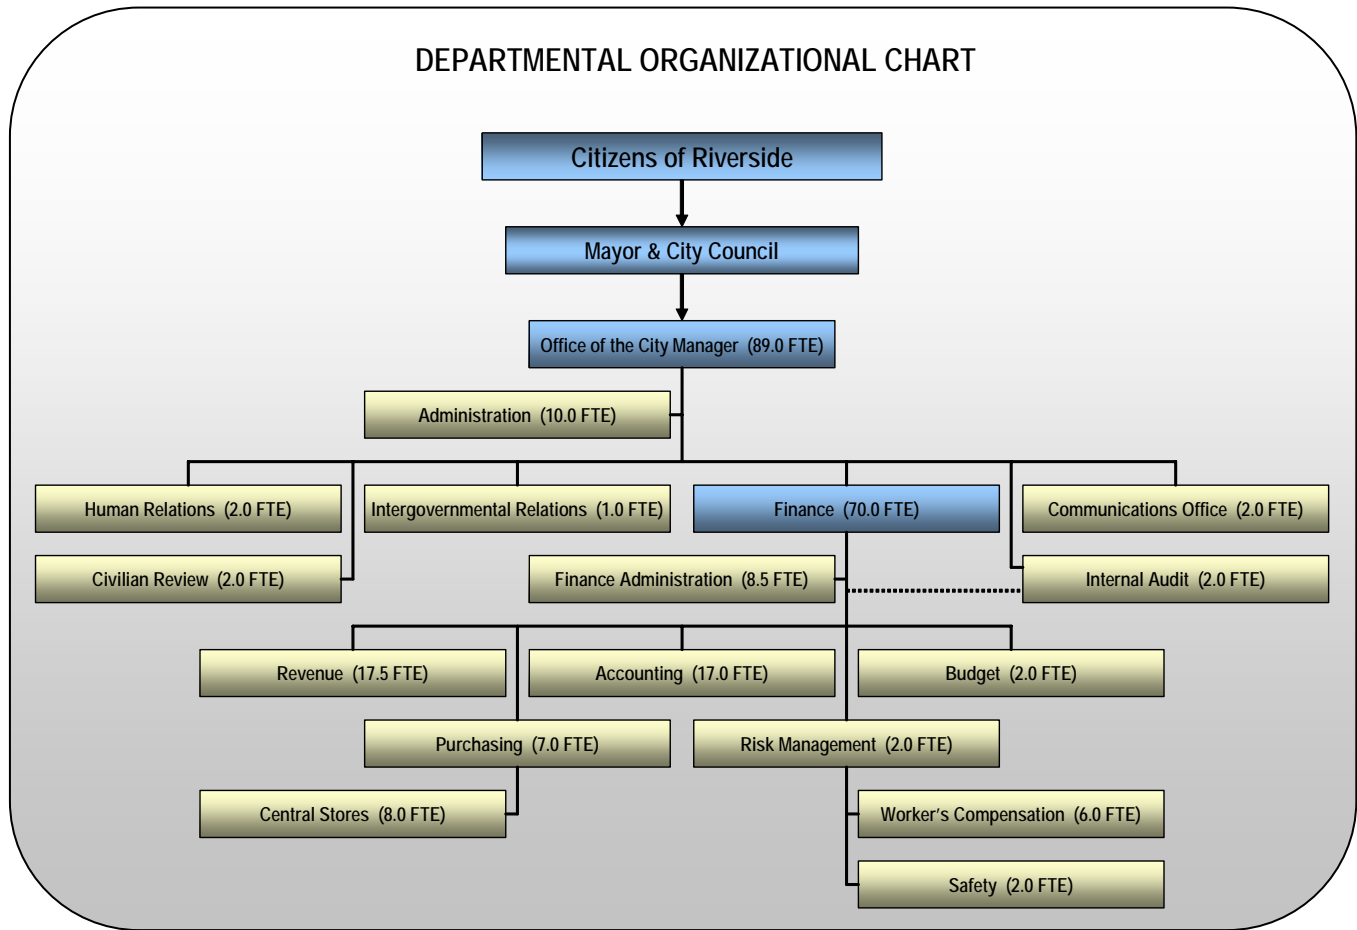 DEPARTMENTAL ORGANIZATIONAL CHART
Citizens of Riverside
Mayor & City Council
Office of the City Manager (89.0 FTE)
Administration (10.0 FTE)
Human Relations (2.0 FTE)
Intergovernmental Relations (1.0 FTE)
Finance (70.0 FTE)
Communications Office (2.0 FTE)
Civilian Review (2.0 FTE)
Finance Administration (8.5 FTE)
Internal Audit (2.0 FTE)
Revenue (17.5 FTE)
Accounting (17.0 FTE)
Budget (2.0 FTE)
Purchasing (7.0 FTE)
Risk Management (2.0 FTE)
Central Stores (8.0 FTE)
Worker's Compensation (6.0 FTE)
Safety (2.0 FTE)